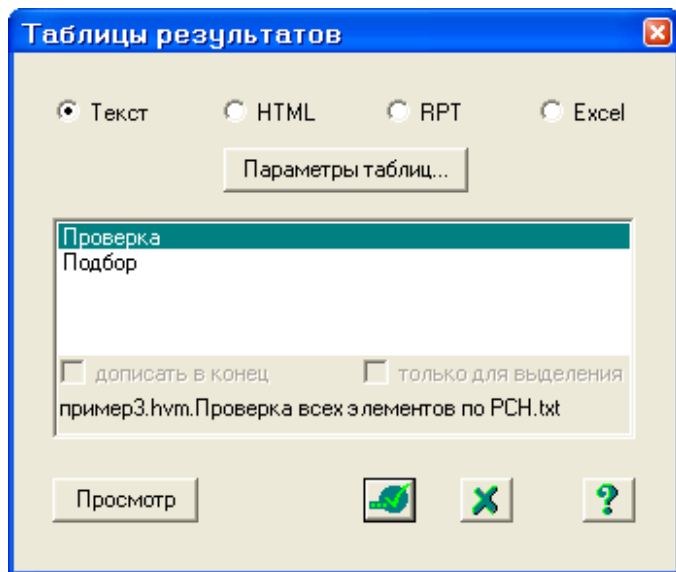 Таблицы результатов
Текст HTML RPT Excel
Параметры таблиц...
Проверка
Подбор
дописать в конец только для выделения
пример3.hvm.Проверка всех элементов по РСН.txt
Просмотр ?